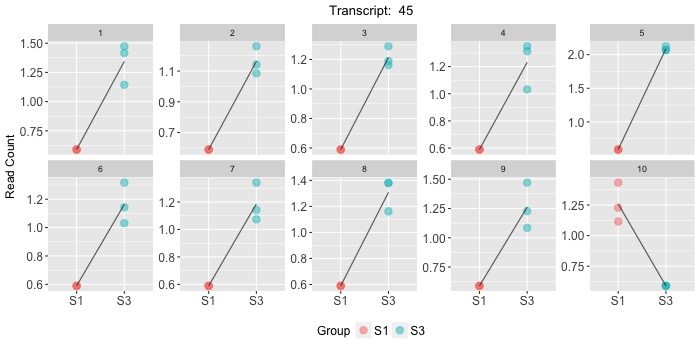 Transcript: 45
1 2 3 4 5
1.50 1.25 1.00 0.75
1.1 0.9 0.7
1.2 1.0 0.8 0.6
1.2 1.0 0.8 0.6
2.0 1.5 1.0
Read Count
6 7 8 9 10
1.2 1.0 0.8 0.6
1.2 1.0 0.8 0.6
1.4 1.2 1.0 0.8 0.6
1.50 1.25 1.00 0.75
1.25 1.00 0.75
S1 S3 S1 S3 S1 S3 S1 S3 S1 S3
Group S1 S3